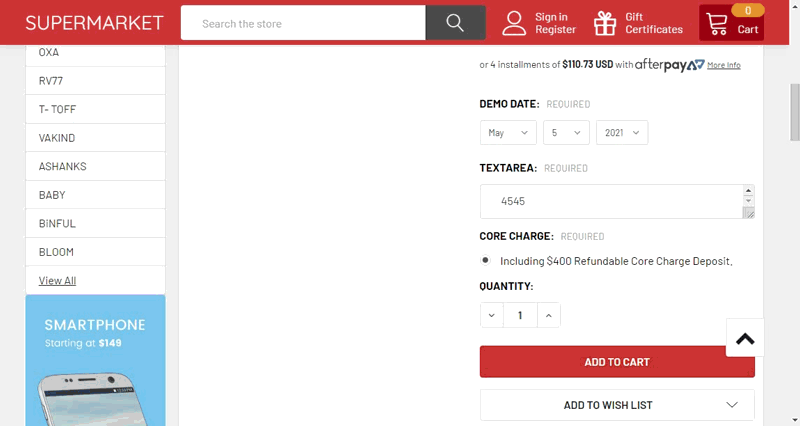 SUPERMARKET
Search the store
Sign in
Register
Gift
Certificates
0
Cart
OXA
RV77
T- TOFF
VAKIND
ASHANKS
BABY
BiNFUL
BLOOM
View All
SMARTPHONE
Starting at $149
or 4 installments of $110.73 USD with afterpay More info
DEMO DATE: REQUIRED
May 5 2021
TEXTAREA: REQUIRED
4545
CORE CHARGE: REQUIRED
Including $400 Refundable Core Charge Deposit.
QUANTITY:
1
ADD TO CART
ADD TO WISH LIST